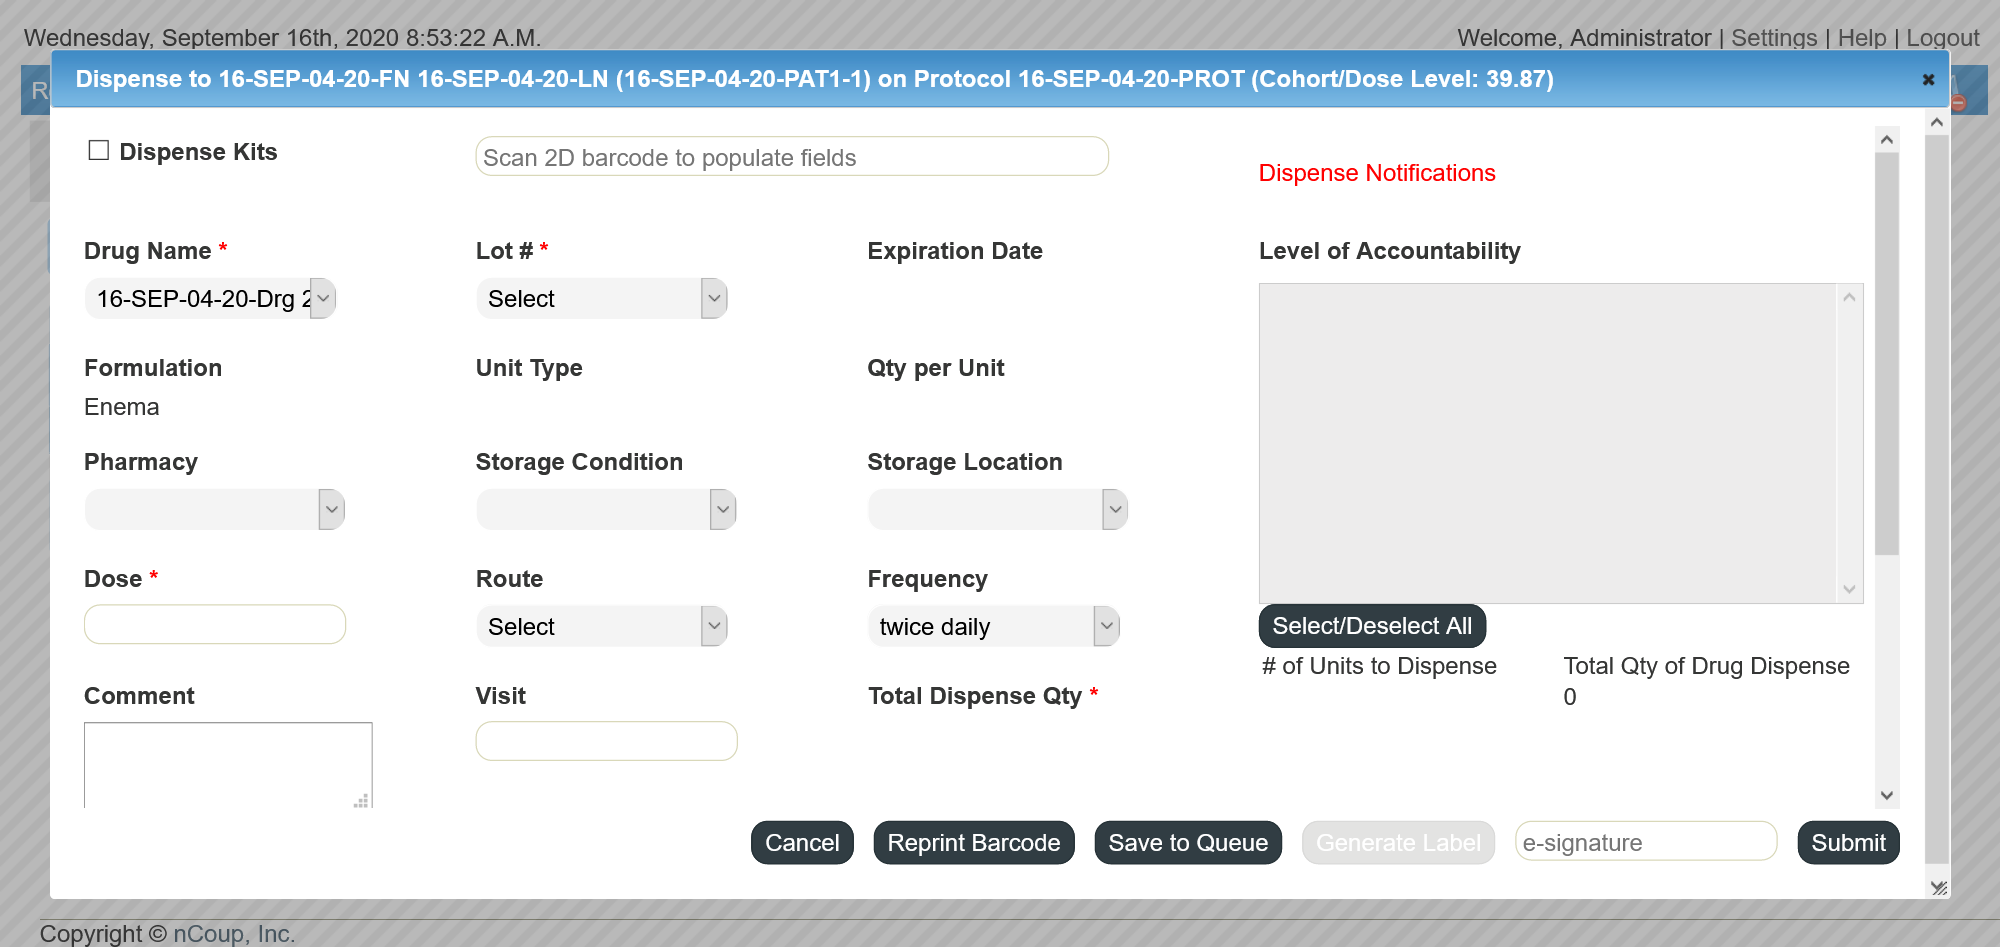 Wednesday, September 16th, 2020 8:53:22 A.M.
Welcome, Administrator | Settings | Help | Logout
Dispense to 16-SEP-04-20-FN 16-SEP-04-20-LN (16-SEP-04-20-PAT1-1) on Protocol 16-SEP-04-20-PROT (Cohort/Dose Level: 39.87)
Dispense Kits
Scan 2D barcode to populate fields
Dispense Notifications
Drug Name *
Lot # *
Expiration Date
Level of Accountability
16-SEP-04-20-Drg 2
Select
Formulation
Unit Type
Qty per Unit
Enema
Pharmacy
Storage Condition
Storage Location
Dose *
Route
Frequency
Select
twice daily
Select/Deselect All
# of Units to Dispense
Total Qty of Drug Dispense
0
Comment
Visit
Total Dispense Qty *
Cancel
Reprint Barcode
Save to Queue
Generate Label
e-signature
Submit
Copyright © nCoup, Inc.